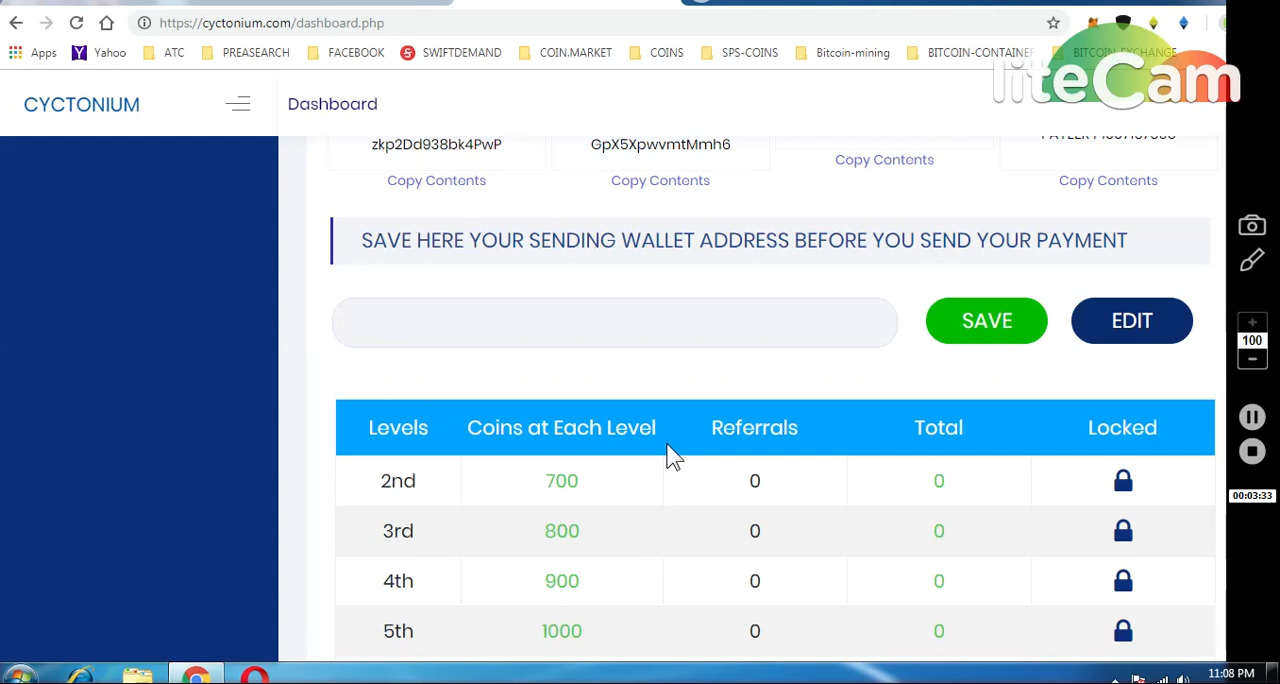 https://cyctonium.com/dashboard.php
Apps Yahoo ATC PREASEARCH FACEBOOK SWIFTDEMAND COIN.MARKET COINS SPS-COINS Bitcoin-mining BITCOIN-CONTAINER BITCOIN-EXCHANGE
liteCam
CYCTONIUM Dashboard
zkp2Dd938bk4PwP GpX5XpwvmtMmh6
Copy Contents Copy Contents Copy Contents Copy Contents
SAVE HERE YOUR SENDING WALLET ADDRESS BEFORE YOU SEND YOUR PAYMENT
SAVE EDIT
100
Levels Coins at Each Level Referrals Total Locked
2nd 700 0 0
00:03:33
3rd 800 0 0
4th 900 0 0
5th 1000 0 0
11:08 PM